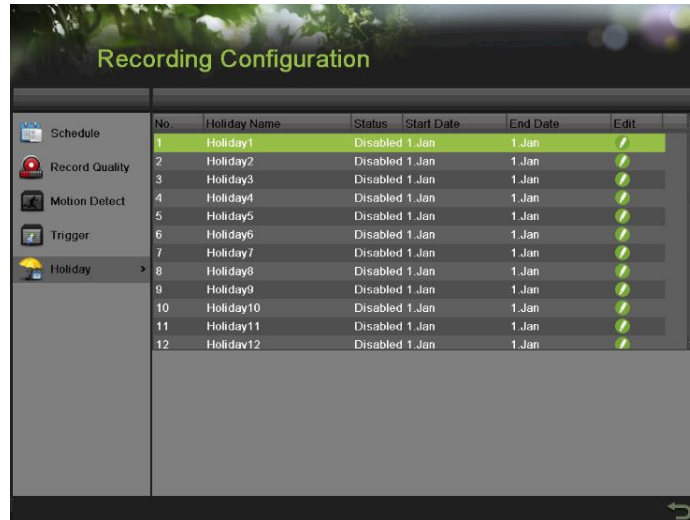 Recording Configuration
Schedule
Record Quality
Motion Detect
Trigger
Holiday >
No. Holiday Name Status Start Date End Date Edit
1 Holiday1 Disabled 1.Jan 1.Jan
2 Holiday2 Disabled 1.Jan 1.Jan
3 Holiday3 Disabled 1.Jan 1.Jan
4 Holiday4 Disabled 1.Jan 1.Jan
5 Holiday5 Disabled 1.Jan 1.Jan
6 Holiday6 Disabled 1.Jan 1.Jan
7 Holiday7 Disabled 1.Jan 1.Jan
8 Holiday8 Disabled 1.Jan 1.Jan
9 Holiday9 Disabled 1.Jan 1.Jan
10 Holiday10 Disabled 1.Jan 1.Jan
11 Holiday11 Disabled 1.Jan 1.Jan
12 Holiday12 Disabled 1.Jan 1.Jan